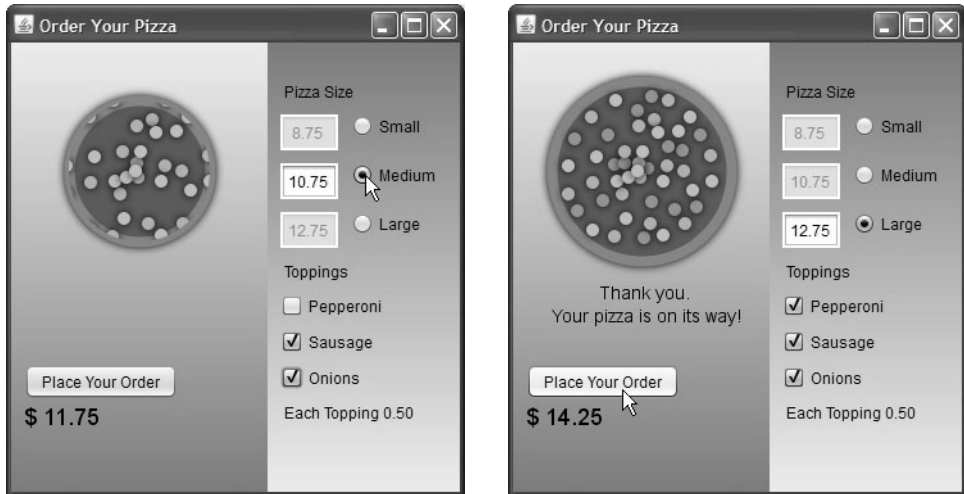 Order Your Pizza
Pizza Size
8.75 Small
10.75 Medium
12.75 Large
Toppings
Pepperoni
Sausage
Onions
Each Topping 0.50
Place Your Order
$ 11.75
Order Your Pizza
Pizza Size
8.75 Small
10.75 Medium
12.75 Large
Toppings
Pepperoni
Sausage
Onions
Each Topping 0.50
Thank you.
Your pizza is on its way!
Place Your Order
$ 14.25